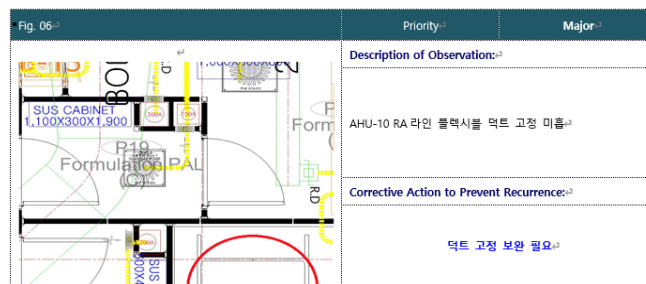 Fig. 06
Priority
Major
Description of Observation:
AHU-10 RA 라인 플렉시블 덕트 고정 미흡
Corrective Action to Prevent Recurrence:
덕트 고정 보완 필요
R.D
SUS CABINET
1,100X300X1,900
200A
P19
Formulation PAL
(C)
Form
R.D
200A